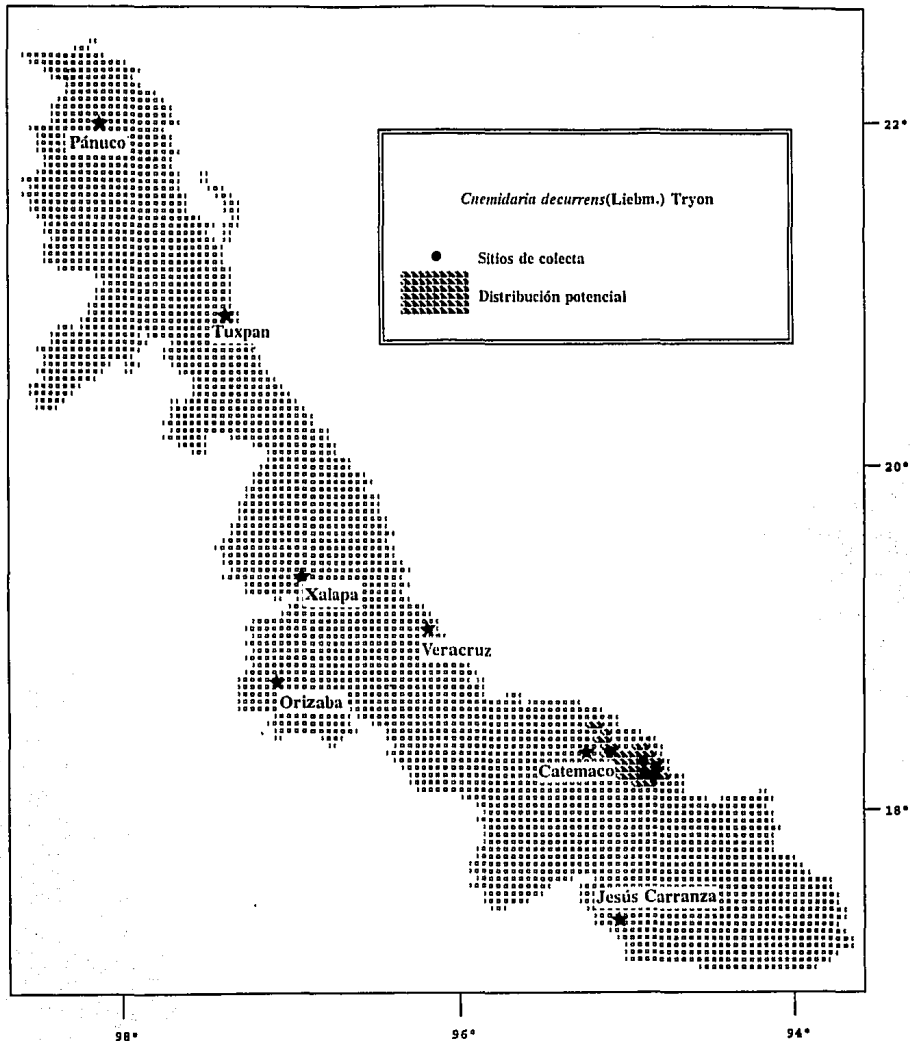 22°
Pánuco
Cnemidaria decurrens(Liebm.) Tryon
Sitios de colecta
Distribución potencial
Tuxpan
20°
Xalapa
Veracruz
Orizaba
Catemaco
18°
Jesús Carranza
98°
96°
94°